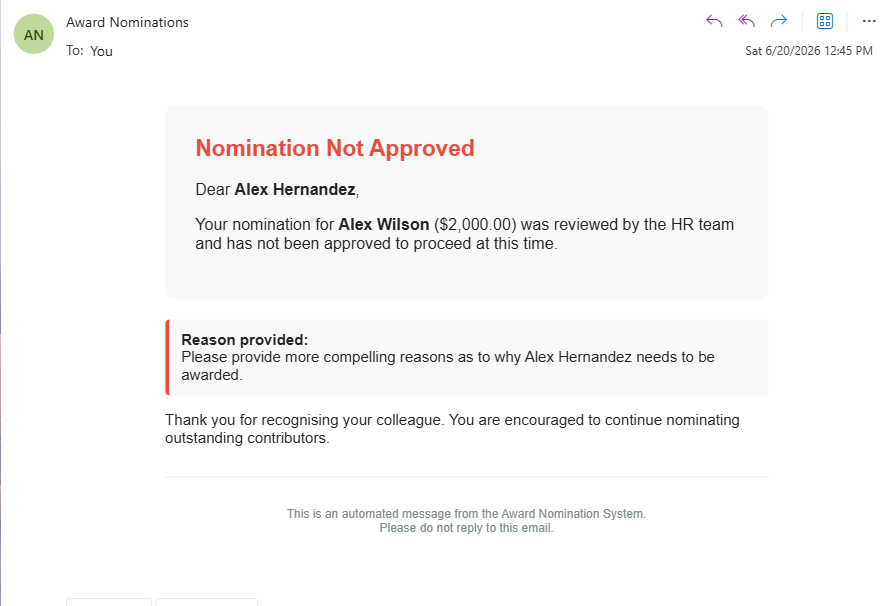 AN
Award Nominations
To: You
Sat 6/20/2026 12:45 PM
Nomination Not Approved
Dear Alex Hernandez,
Your nomination for Alex Wilson ($2,000.00) was reviewed by the HR team
and has not been approved to proceed at this time.
Reason provided:
Please provide more compelling reasons as to why Alex Hernandez needs to be
awarded.
Thank you for recognising your colleague. You are encouraged to continue nominating
outstanding contributors.
This is an automated message from the Award Nomination System.
Please do not reply to this email.